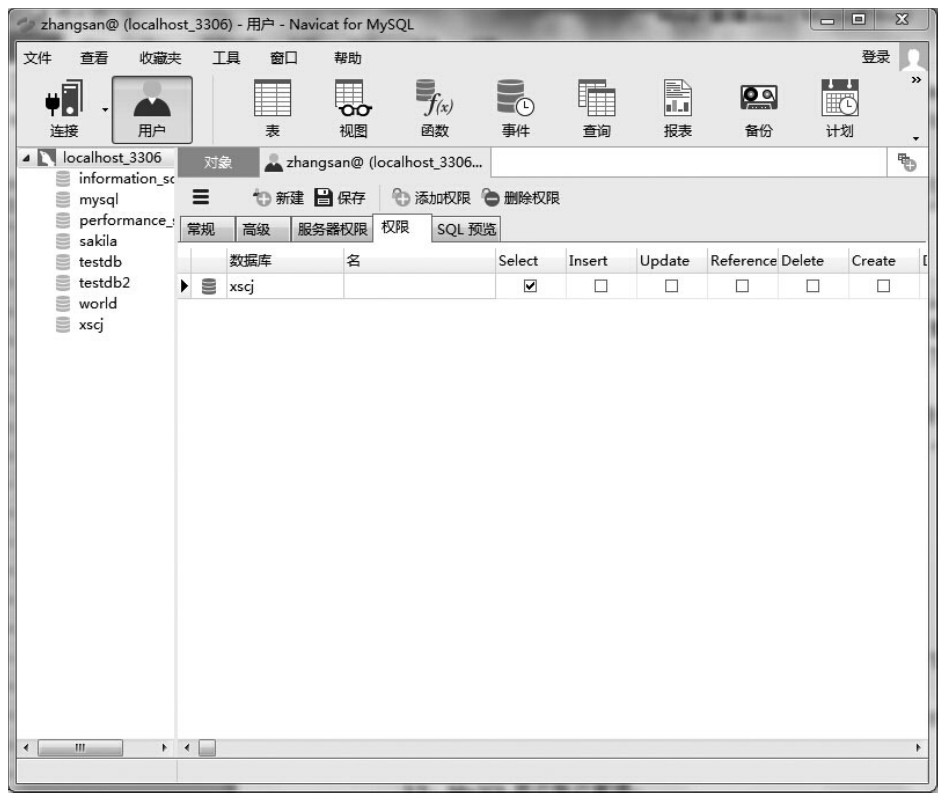 zhangsan@ (localhost_3306) - 用户 - Navicat for MySQL
文件 查看 收藏夹 工具 窗口 帮助 登录
连接 用户 表 视图 函数 事件 查询 报表 备份 计划
localhost_3306
information_sc
mysql
performance_s
sakila
testdb
testdb2
world
xscj
对象 zhangsan@ (localhost_3306...
新建 保存 添加权限 删除权限
常规 高级 服务器权限 权限 SQL 预览
数据库 名 Select Insert Update Reference Delete Create
xscj